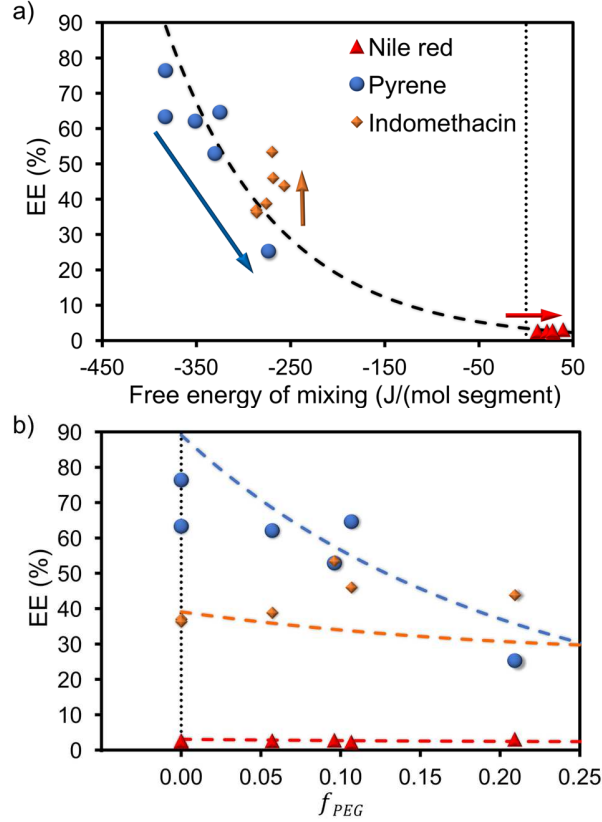 a)
90
80
70
60
50
40
30
20
10
0
EE (%)
Nile red
Pyrene
Indomethacin
-450 -350 -250 -150 -50 50
Free energy of mixing (J/(mol segment)
b)
90
80
70
60
50
40
30
20
10
0
EE (%)
0.00 0.05 0.10 0.15 0.20 0.25
f_PEG